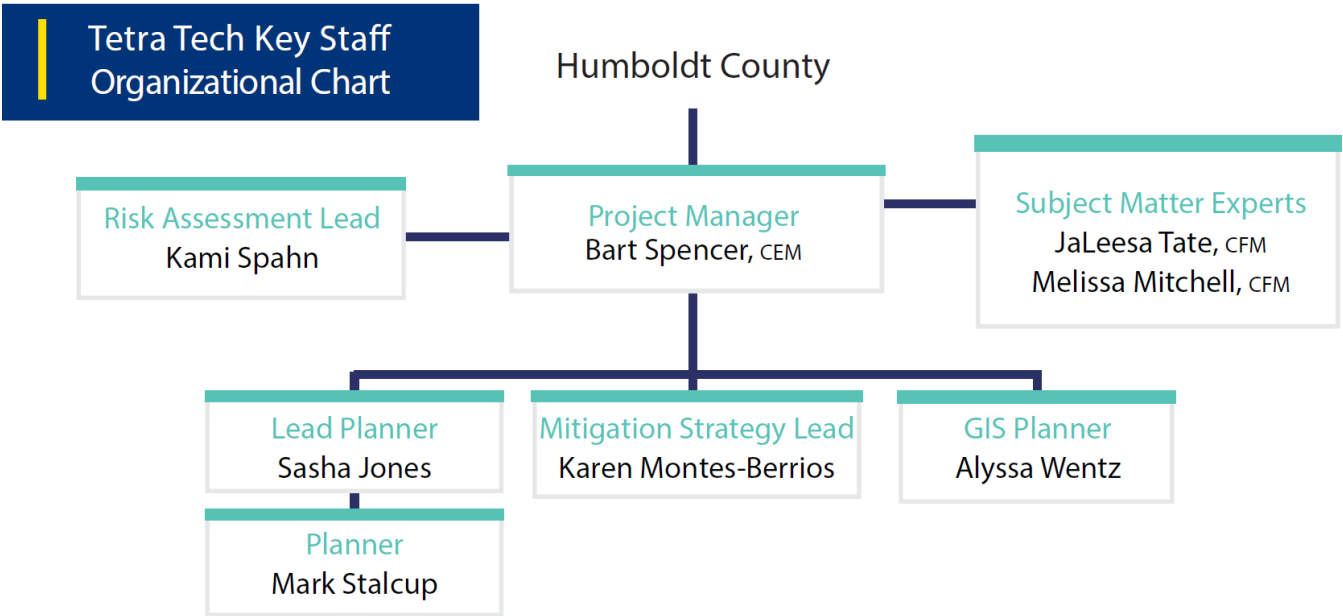 Tetra Tech Key Staff
Organizational Chart
Humboldt County
Risk Assessment Lead
Kami Spahn
Project Manager
Bart Spencer, CEM
Subject Matter Experts
JaLeesa Tate, CFM
Melissa Mitchell, CFM
Lead Planner
Sasha Jones
Mitigation Strategy Lead
Karen Montes-Berrios
GIS Planner
Alyssa Wentz
Planner
Mark Stalcup